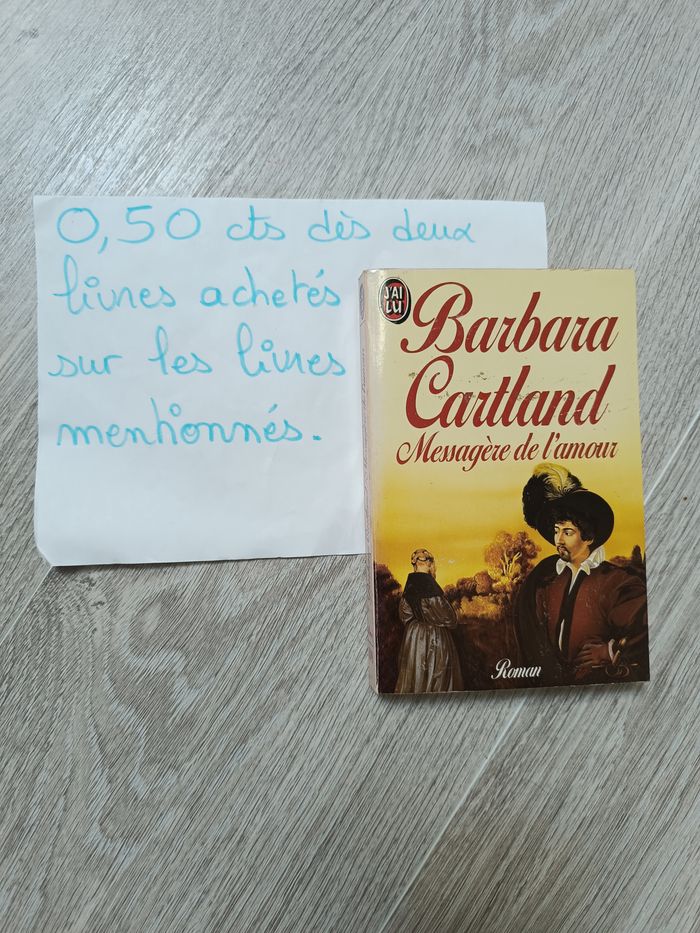 0,50 cts dès deux
livres achetés
sur les livres
mentionnés.
J'AI
LU
Barbara
Cartland
Messagère de l'amour
Roman